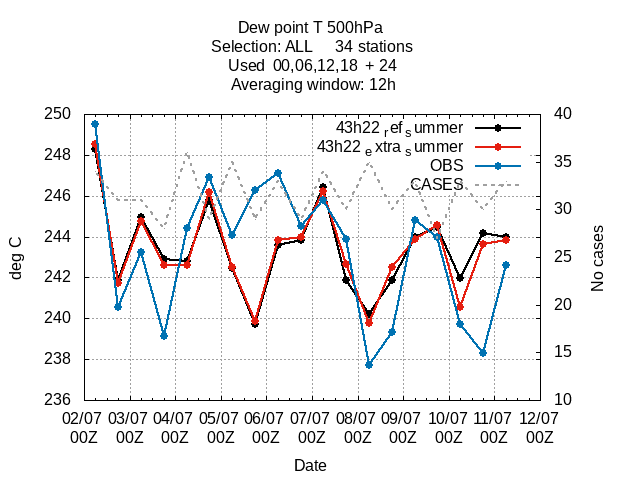 Dew point T 500hPa
Selection: ALL 34 stations
Used 00,06,12,18 + 24
Averaging window: 12h
43h22 ref summer
43h22 extra summer
OBS
CASES
250
248
246
244
242
240
238
236
deg C
40
35
30
25
20
15
10
No cases
02/07 03/07 04/07 05/07 06/07 07/07 08/07 09/07 10/07 11/07 12/07
00Z 00Z 00Z 00Z 00Z 00Z 00Z 00Z 00Z 00Z 00Z
Date